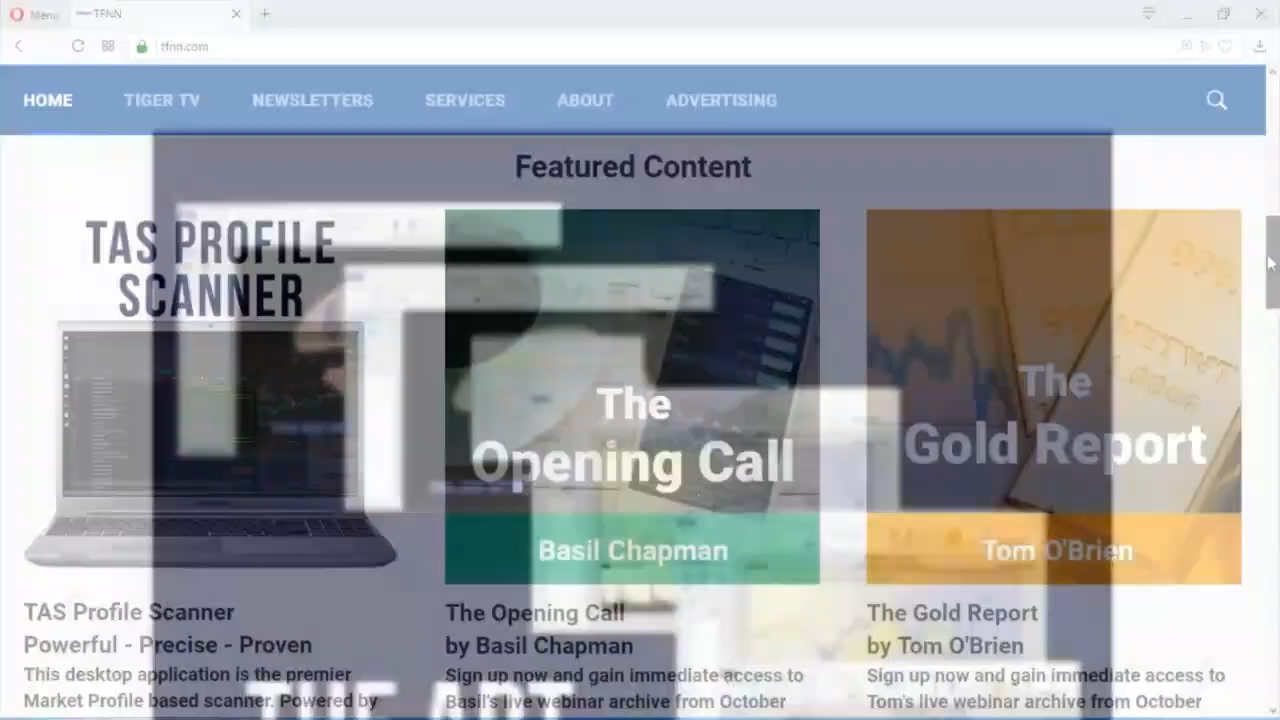 Menu
TFNN
tfnn.com
HOME TIGER TV NEWSLETTERS SERVICES ABOUT ADVERTISING
Featured Content
TAS PROFILE
SCANNER
The
Opening Call
Basil Chapman
The
Gold Report
Tom O'Brien
TAS Profile Scanner
Powerful - Precise - Proven
This desktop application is the premier
Market Profile based scanner. Powered by
The Opening Call
by Basil Chapman
Sign up now and gain immediate access to
Basil's live webinar archive from October
The Gold Report
by Tom O'Brien
Sign up now and gain immediate access to
Tom's live webinar archive from October
THE ART